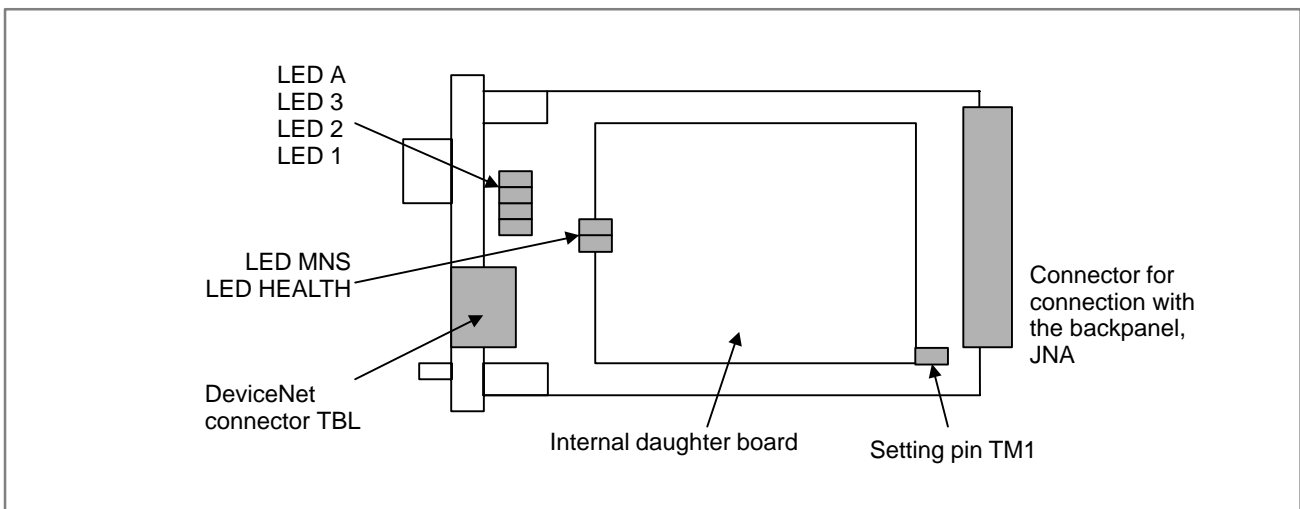 LED A
LED 3
LED 2
LED 1
LED MNS
LED HEALTH
DeviceNet
connector TBL
Internal daughter board
Setting pin TM1
Connector for
connection with
the backpanel,
JNA